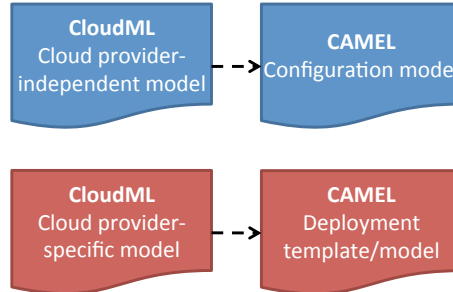 CloudML
Cloud provider-
independent model
CAMEL
Configuration mode
CloudML
Cloud provider-
specific model
CAMEL
Deployment
template/model